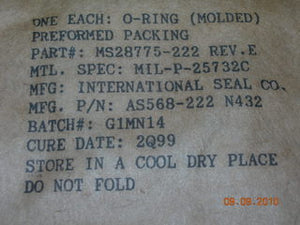 ONE EACH: O-RING (MOLDED)
PREFORMED PACKING
PART#: MS28775-222 REV.E
MTL. SPEC: MIL-P-25732C
MFG: INTERNATIONAL SEAL CO.
MFG. P/N: AS568-222 N432
BATCH#: G1MN14
CURE DATE: 2Q99
STORE IN A COOL DRY PLACE
DO NOT FOLD
09.09.2010